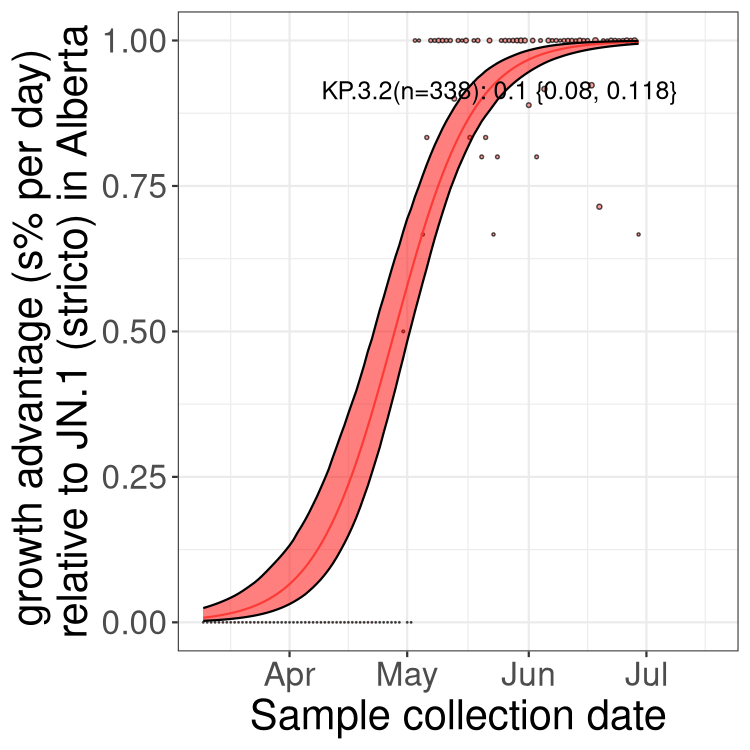 growth advantage (s% per day)
relative to JN.1 (stricto) in Alberta
1.00
0.75
0.50
0.25
0.00
KP.3.2(n=338): 0.1 {0.08, 0.118}
Apr May Jun Jul
Sample collection date